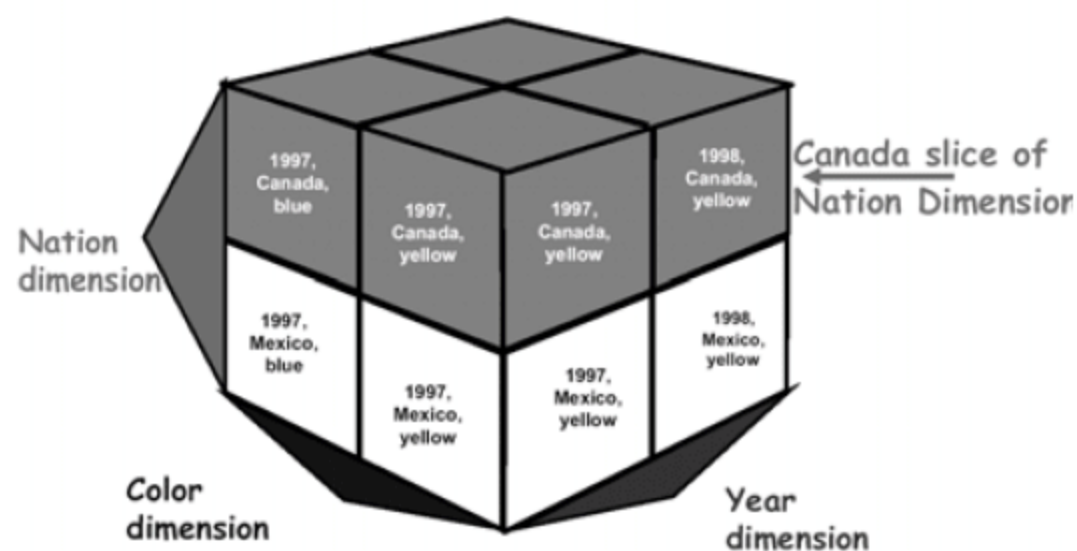 1997,
Canada,
blue
1997,
Canada,
yellow
1997,
Canada,
yellow
1998,
Canada,
yellow
Canada slice of
Nation Dimension
Nation
dimension
1997,
Mexico,
blue
1997,
Mexico,
yellow
1997,
Mexico,
yellow
1998,
Mexico,
yellow
Color
dimension
Year
dimension